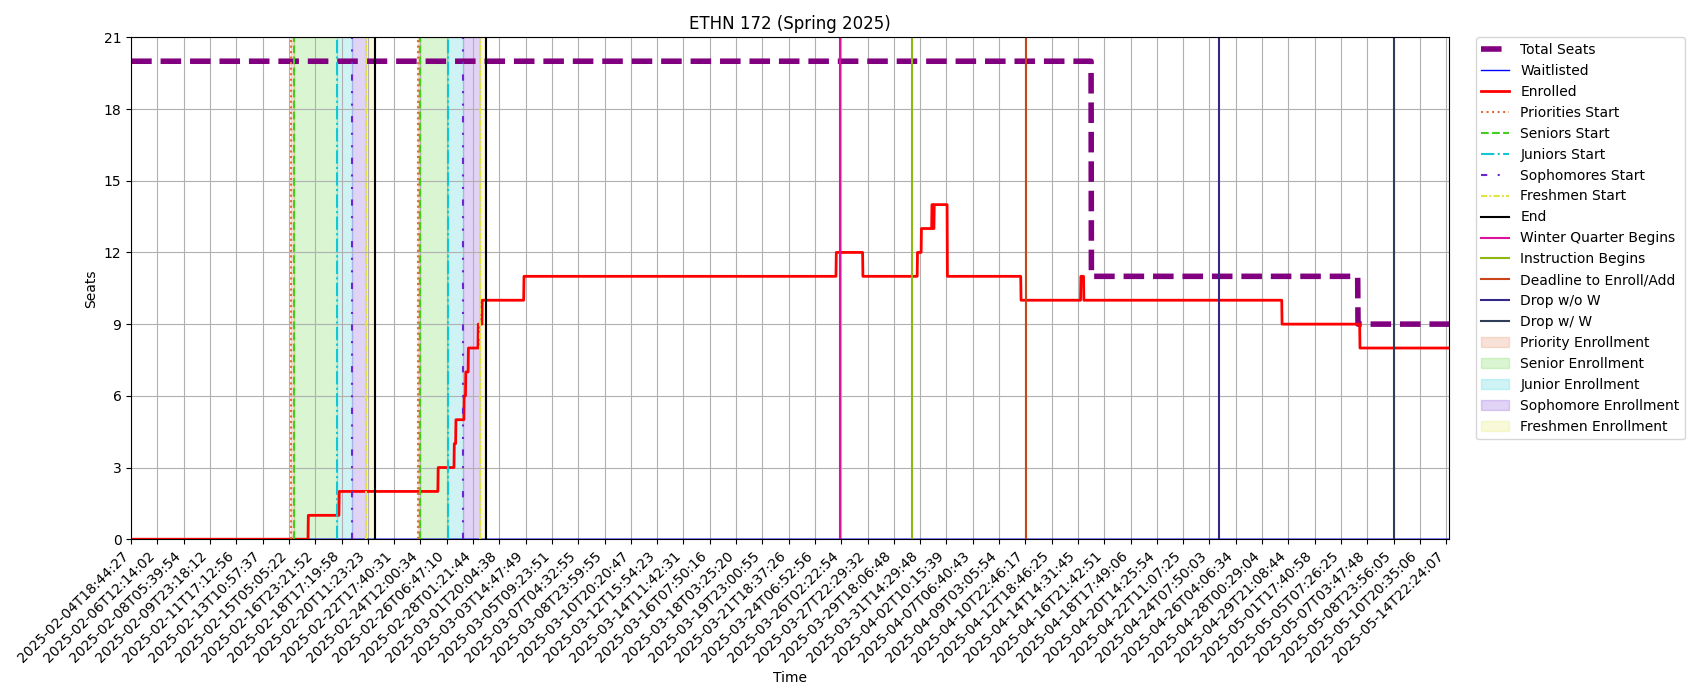 ETHN 172 (Spring 2025)
21
18
15
12
9
6
3
0
Seats
2025-02-04T18:44:27
2025-02-06T12:14:02
2025-02-08T05:39:54
2025-02-09T23:18:12
2025-02-11T17:12:56
2025-02-13T10:57:37
2025-02-15T05:05:22
2025-02-16T23:21:52
2025-02-18T17:19:58
2025-02-20T11:23:23
2025-02-22T17:40:31
2025-02-24T12:00:34
2025-02-26T06:47:10
2025-02-28T01:21:44
2025-03-01T20:04:38
2025-03-03T14:47:49
2025-03-05T09:23:51
2025-03-07T04:32:55
2025-03-08T23:59:55
2025-03-10T20:20:47
2025-03-12T15:54:23
2025-03-14T11:42:31
2025-03-16T07:50:16
2025-03-18T03:25:20
2025-03-19T23:00:55
2025-03-21T18:37:26
2025-03-24T06:52:56
2025-03-26T02:22:54
2025-03-27T22:29:32
2025-03-29T18:06:48
2025-03-31T14:29:48
2025-04-02T10:15:39
2025-04-07T06:40:43
2025-04-09T03:05:54
2025-04-10T22:46:17
2025-04-12T18:46:25
2025-04-14T14:31:45
2025-04-16T21:42:51
2025-04-18T17:49:06
2025-04-20T14:25:54
2025-04-22T11:07:25
2025-04-24T07:50:03
2025-04-26T04:06:34
2025-04-28T00:29:04
2025-04-29T21:08:44
2025-05-01T17:40:58
2025-05-05T07:26:25
2025-05-07T03:47:48
2025-05-08T23:56:05
2025-05-10T20:35:06
2025-05-14T22:24:07
Time
Total Seats
Waitlisted
Enrolled
Priorities Start
Seniors Start
Juniors Start
Sophomores Start
Freshmen Start
End
Winter Quarter Begins
Instruction Begins
Deadline to Enroll/Add
Drop w/o W
Drop w/ W
Priority Enrollment
Senior Enrollment
Junior Enrollment
Sophomore Enrollment
Freshmen Enrollment